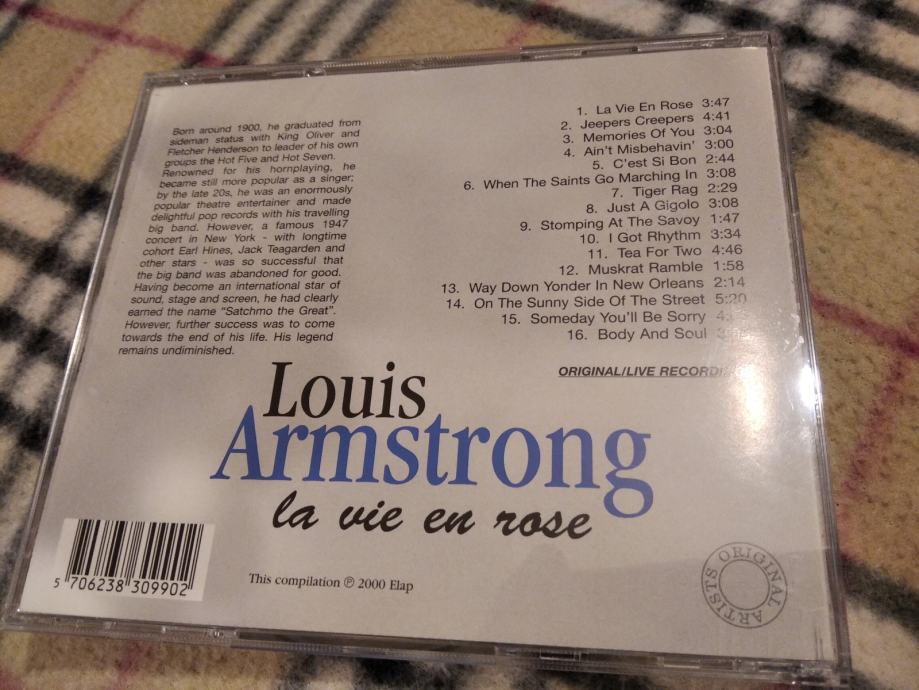 Born around 1900, he graduated from
sideman status with King Oliver and
Fletcher Henderson to leader of his own
groups the Hot Five and Hot Seven.
Renowned for his hornplaying, he
became still more popular as a singer;
by the late 20s, he was an enormously
popular theatre entertainer and made
delightful pop records with his travelling
big band. However, a famous 1947
concert in New York - with longtime
cohort Earl Hines, Jack Teagarden and
other stars - was so successful that
the big band was abandoned for good.
Having become an international star of
sound, stage and screen, he had clearly
earned the name "Satchmo the Great".
However, further success was to come
towards the end of his life. His legend
remains undiminished.
1. La Vie En Rose 3:47
2. Jeepers Creepers 4:41
3. Memories Of You 3:04
4. Ain't Misbehavin' 3:00
5. C'est Si Bon 2:44
6. When The Saints Go Marching In 3:08
7. Tiger Rag 2:29
8. Just A Gigolo 3:08
9. Stomping At The Savoy 1:47
10. I Got Rhythm 3:34
11. Tea For Two 4:46
12. Muskrat Ramble 1:58
13. Way Down Yonder In New Orleans 2:14
14. On The Sunny Side Of The Street 5:20
15. Someday You'll Be Sorry
16. Body And Soul
ORIGINAL/LIVE
Louis
Armstrong
la vie en rose
5 706238 309902
This compilation ℗ 2000 Elap
ORIGINAL ARTISTS